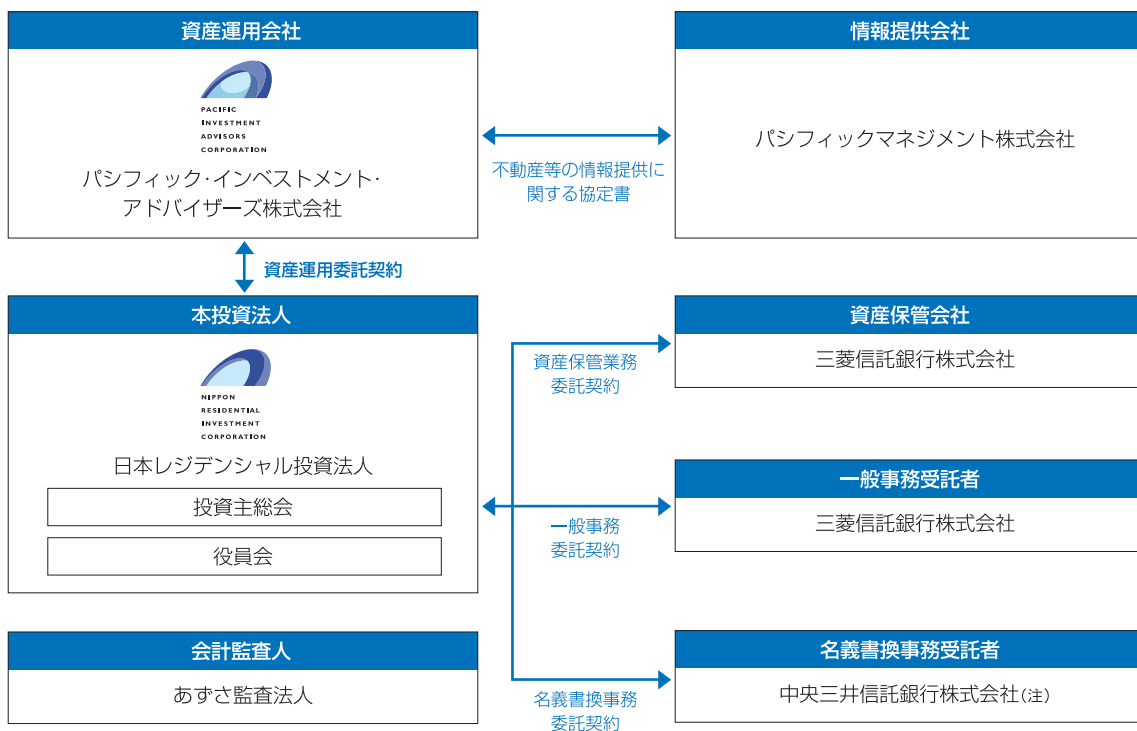 資産運用会社
PACIFIC
INVESTMENT
ADVISORS
CORPORATION
パシフィック・インベストメント・
アドバイザーズ株式会社
不動産等の情報提供に
関する協定書
情報提供会社
パシフィックマネジメント株式会社
資産運用委託契約
本投資法人
NIPPON
RESIDENTIAL
INVESTMENT
CORPORATION
日本レジデンシャル投資法人
投資主総会
役員会
資産保管業務
委託契約
資産保管会社
三菱信託銀行株式会社
一般事務
委託契約
一般事務受託者
三菱信託銀行株式会社
会計監査人
あずさ監査法人
名義書換事務
委託契約
名義書換事務受託者
中央三井信託銀行株式会社(注)